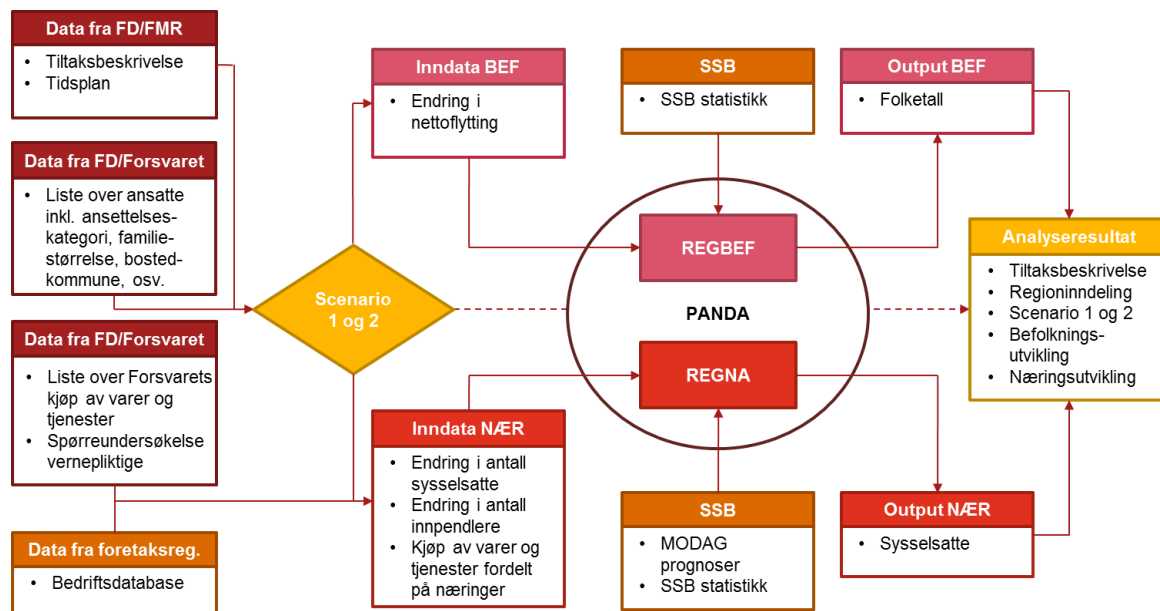 Data fra FD/FMR
• Tiltaksbeskrivelse
• Tidsplan
Data fra FD/Forsvaret
• Liste over ansatte
inkl. ansettelses-
kategori, familie-
størrelse, bosted-
kommune, osv.
Data fra FD/Forsvaret
• Liste over Forsvarets
kjøp av varer og
tjenester
• Spørreundersøkelse
vernepliktige
Data fra foretaksreg.
• Bedriftsdatabase
Scenario
1 og 2
Inndata BEF
• Endring i
nettoflytting
Inndata NÆR
• Endring i antall
sysselsatte
• Endring i antall
innpendlere
• Kjøp av varer og
tjenester fordelt
på næringer
SSB
• SSB statistikk
REGBEF
PANDA
REGNA
SSB
• MODAG
prognoser
• SSB statistikk
Output BEF
• Folketall
Output NÆR
• Sysselsatte
Analyseresultat
• Tiltaksbeskrivelse
• Regioninndeling
• Scenario 1 og 2
• Befolknings-
utvikling
• Næringsutvikling